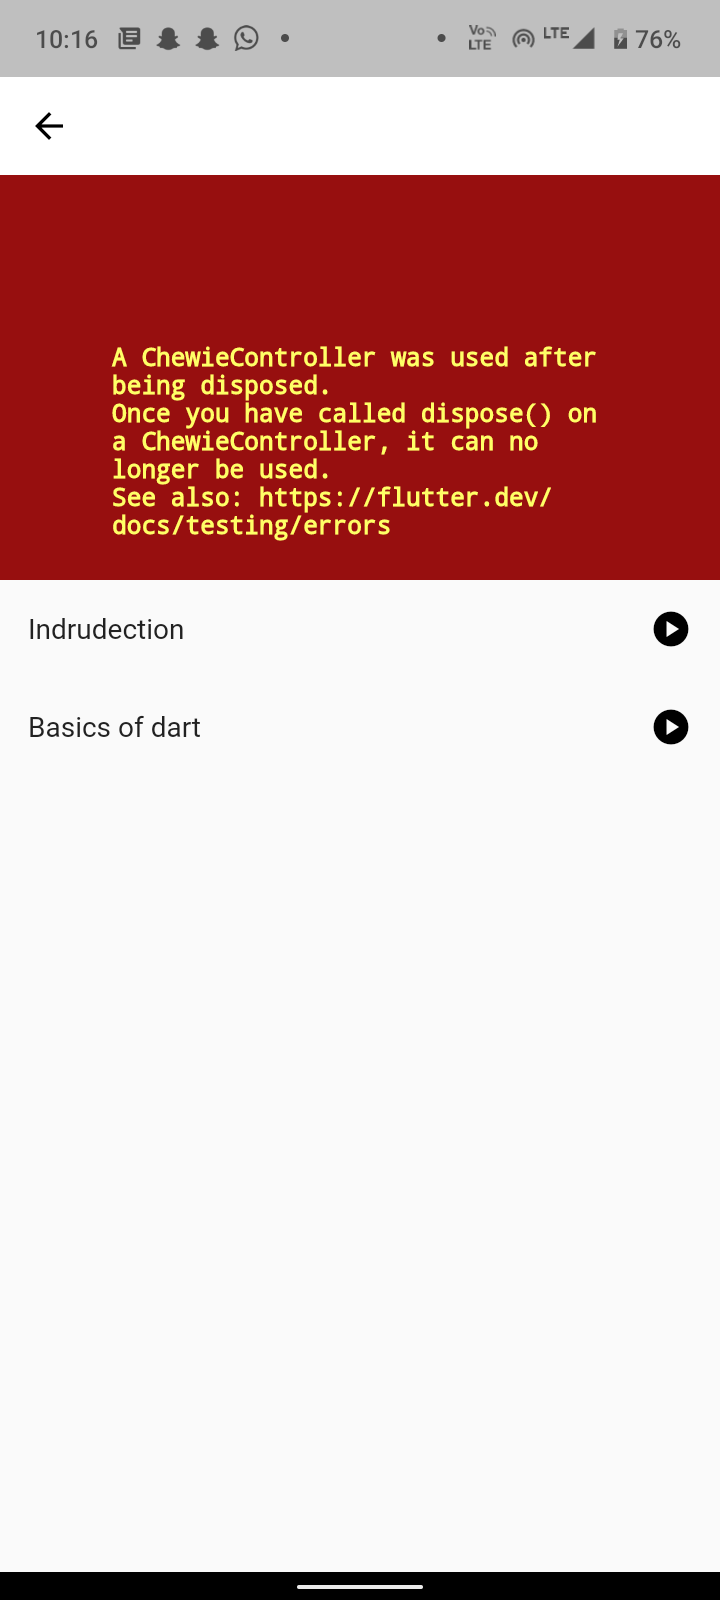 10:16 Vo LTE LTE 76%
A ChewieController was used after
being disposed.
Once you have called dispose() on
a ChewieController, it can no
longer be used.
See also: https://flutter.dev/
docs/testing/errors
Indrudection
Basics of dart